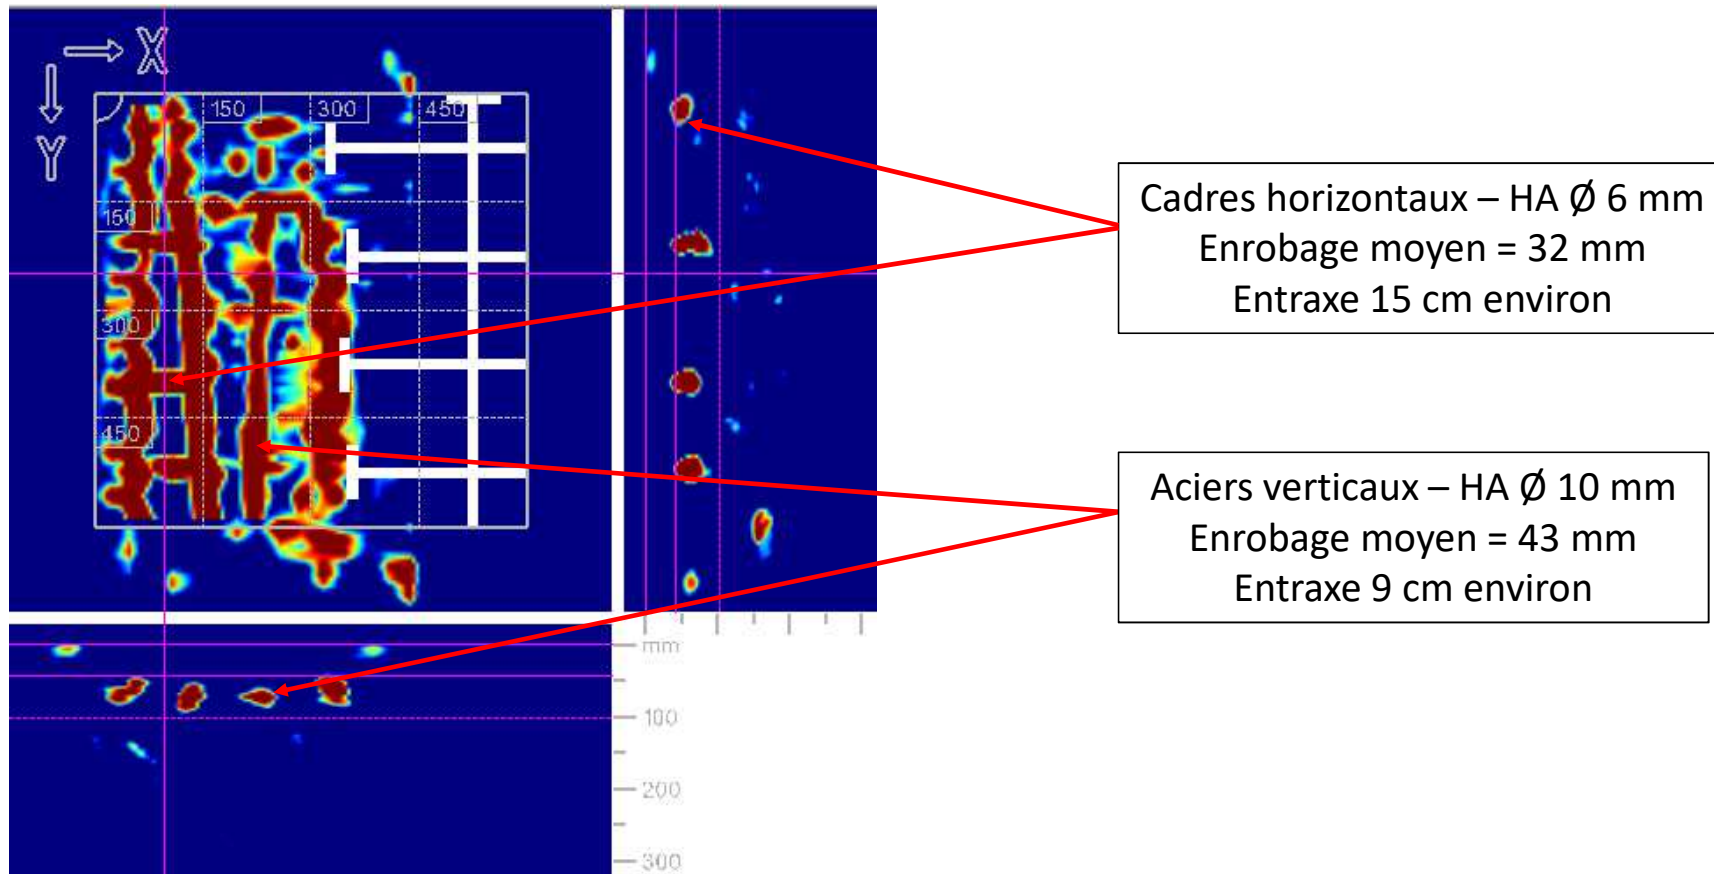 X
Y
150
300
450
150
300
450
mm
100
200
300
Cadres horizontaux – HA Ø 6 mm
Enrobage moyen = 32 mm
Entraxe 15 cm environ
Aciers verticaux – HA Ø 10 mm
Enrobage moyen = 43 mm
Entraxe 9 cm environ